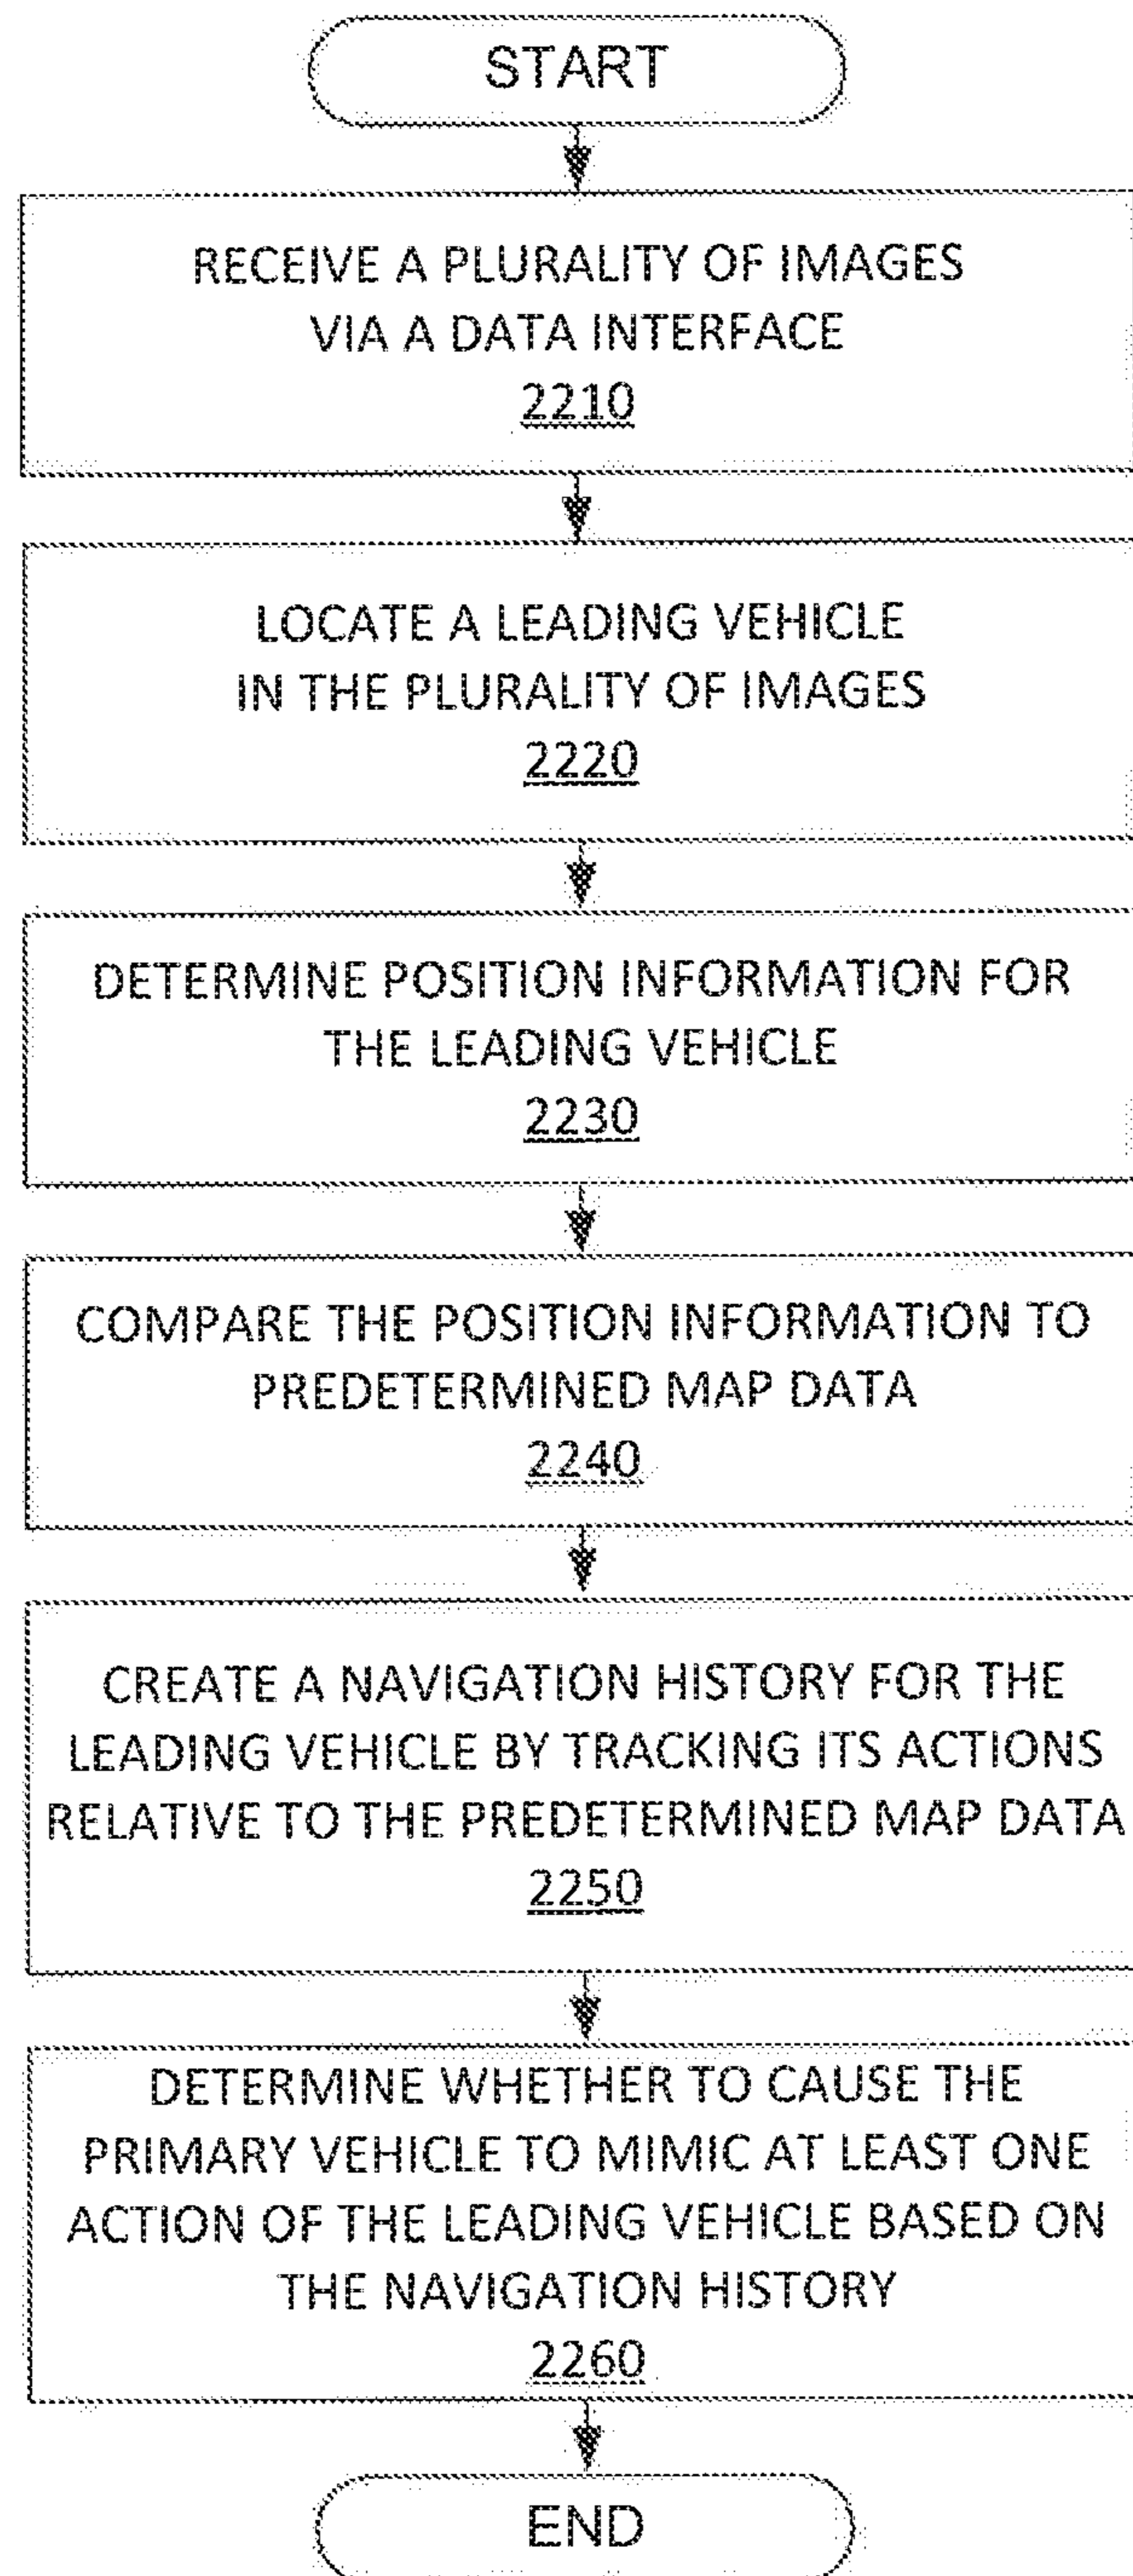 START
RECEIVE A PLURALITY OF IMAGES
VIA A DATA INTERFACE
2210
LOCATE A LEADING VEHICLE
IN THE PLURALITY OF IMAGES
2220
DETERMINE POSITION INFORMATION FOR
THE LEADING VEHICLE
2230
COMPARE THE POSITION INFORMATION TO
PREDETERMINED MAP DATA
2240
CREATE A NAVIGATION HISTORY FOR THE
LEADING VEHICLE BY TRACKING ITS ACTIONS
RELATIVE TO THE PREDETERMINED MAP DATA
2250
DETERMINE WHETHER TO CAUSE THE
PRIMARY VEHICLE TO MIMIC AT LEAST ONE
ACTION OF THE LEADING VEHICLE BASED ON
THE NAVIGATION HISTORY
2260
END